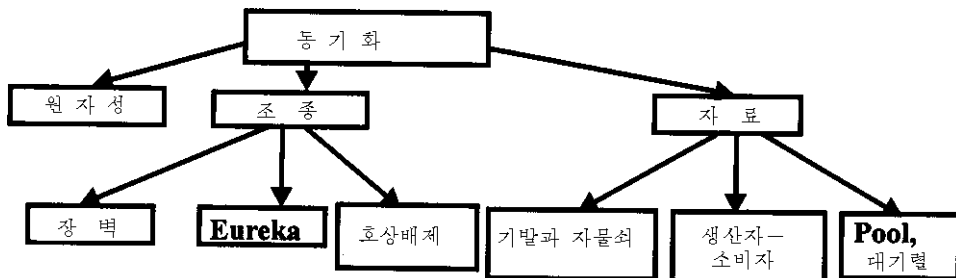 동 기 화
원 자 성
조 종
자 료
장 벽
Eureka
호상배제
기발과 자물쇠
생산자－
소비자
Pool,
대기렬